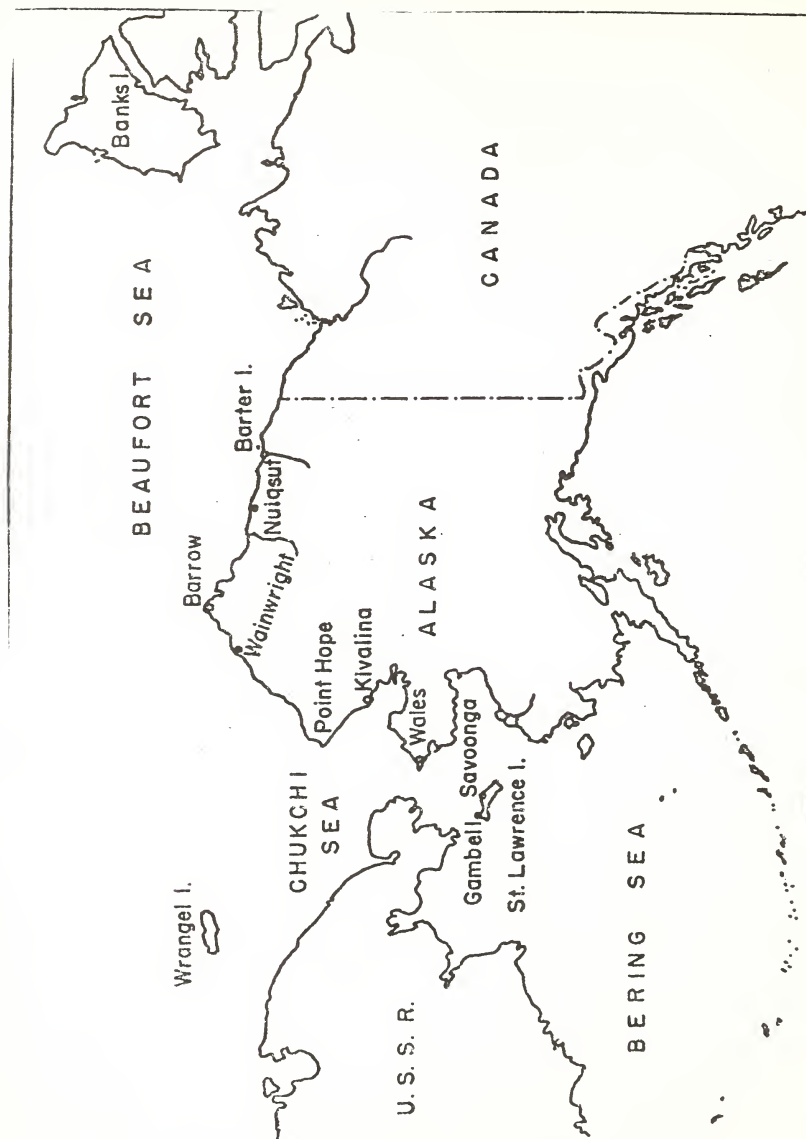 Banks I.
BEAUFORT SEA
CANADA
Barter I.
Nuiqsut
Barrow
Wainwright
ALASKA
Point Hope
Kivalina
Wales
CHUKCHI
SEA
Savoonga
Gambell
St. Lawrence I.
Wrangel I.
U.S.S.R.
BERING SEA